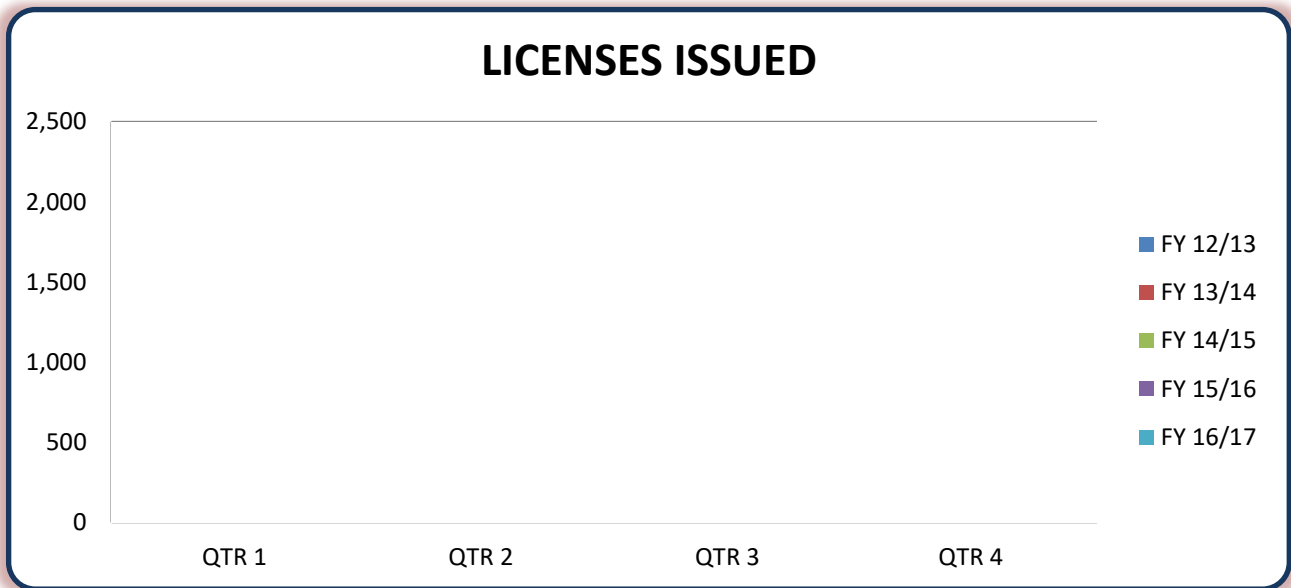 LICENSES ISSUED
2,500
2,000
1,500
1,000
500
0
QTR 1 QTR 2 QTR 3 QTR 4
FY 12/13
FY 13/14
FY 14/15
FY 15/16
FY 16/17